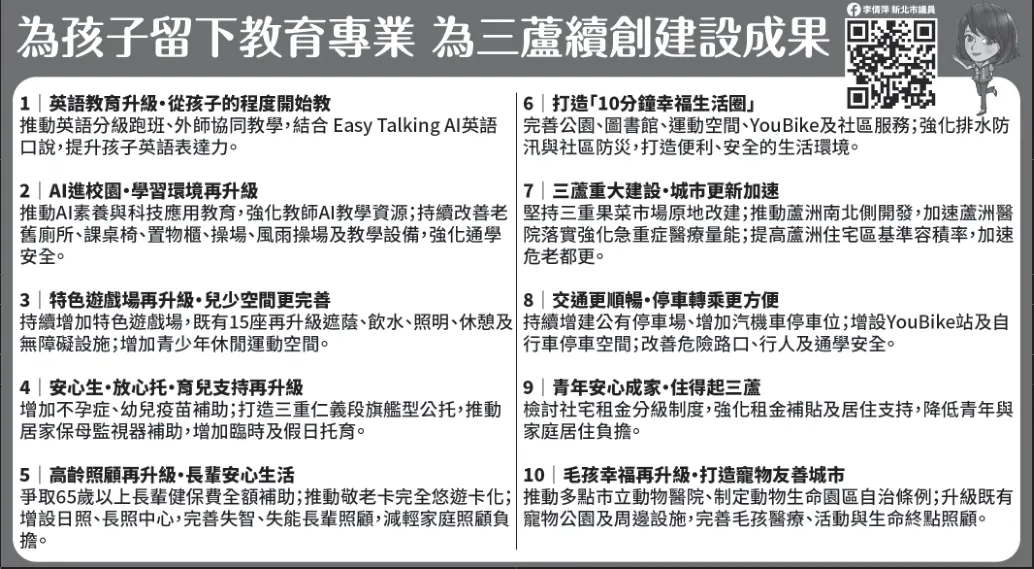 李倩萍 新北市議員
為孩子留下教育專業 為三蘆續創建設成果
1｜英語教育升級・從孩子的程度開始教
推動英語分級跑班、外師協同教學，結合 Easy Talking AI英語
口說，提升孩子英語表達力。
2｜AI進校園・學習環境再升級
推動AI素養與科技應用教育，強化教師AI教學資源；持續改善老
舊廁所、課桌椅、置物櫃、操場、風雨操場及教學設備，強化通學
安全。
3｜特色遊戲場再升級・兒少空間更完善
持續增加特色遊戲場，既有15座再升級遮蔭、飲水、照明、休憩及
無障礙設施；增加青少年休閒運動空間。
4｜安心生・放心托・育兒支持再升級
增加不孕症、幼兒疫苗補助；打造三重仁義段旗艦型公托，推動
居家保母監視器補助，增加臨時及假日托育。
5｜高齡照顧再升級・長輩安心生活
爭取65歲以上長輩健保費全額補助；推動敬老卡完全悠遊卡化；
增設日照、長照中心，完善失智、失能長輩照顧，減輕家庭照顧負
擔。
6｜打造「10分鐘幸福生活圈」
完善公園、圖書館、運動空間、YouBike及社區服務；強化排水防
汛與社區防災，打造便利、安全的生活環境。
7｜三蘆重大建設・城市更新加速
堅持三重果菜市場原地改建；推動蘆洲南北側開發，加速蘆洲醫
院落實強化急重症醫療量能；提高蘆洲住宅區基準容積率，加速
危老都更。
8｜交通更順暢・停車轉乘更方便
持續增建公有停車場、增加汽機車停車位；增設YouBike站及自
行車停車空間；改善危險路口、行人及通學安全。
9｜青年安心成家・住得起三蘆
檢討社宅租金分級制度，強化租金補貼及居住支持，降低青年與
家庭居住負擔。
10｜毛孩幸福再升級・打造寵物友善城市
推動多點市立動物醫院、制定動物生命園區自治條例；升級既有
寵物公園及周邊設施，完善毛孩醫療、活動與生命終點照顧。